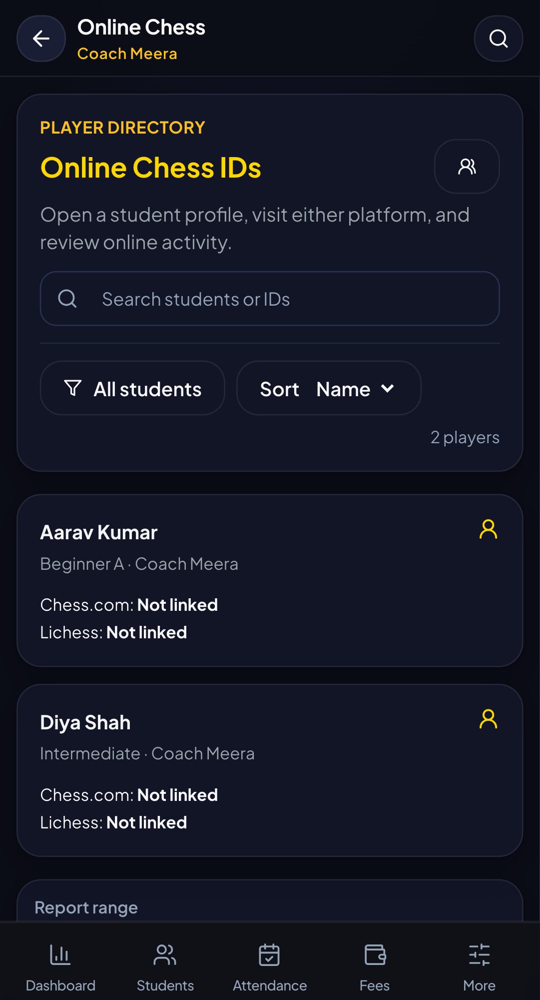 Online Chess
Coach Meera
PLAYER DIRECTORY
Online Chess IDs
Open a student profile, visit either platform, and
review online activity.
Search students or IDs
All students
Sort Name
2 players
Aarav Kumar
Beginner A · Coach Meera
Chess.com: Not linked
Lichess: Not linked
Diya Shah
Intermediate · Coach Meera
Chess.com: Not linked
Lichess: Not linked
Report range
Dashboard Students Attendance Fees More